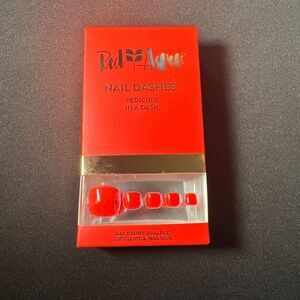 Red Aspen
NAIL DASHES
PEDICURE
IN A DASH
NAIL DASHES, DUAL FILE
CUTICLE STICK, NAIL GLUE